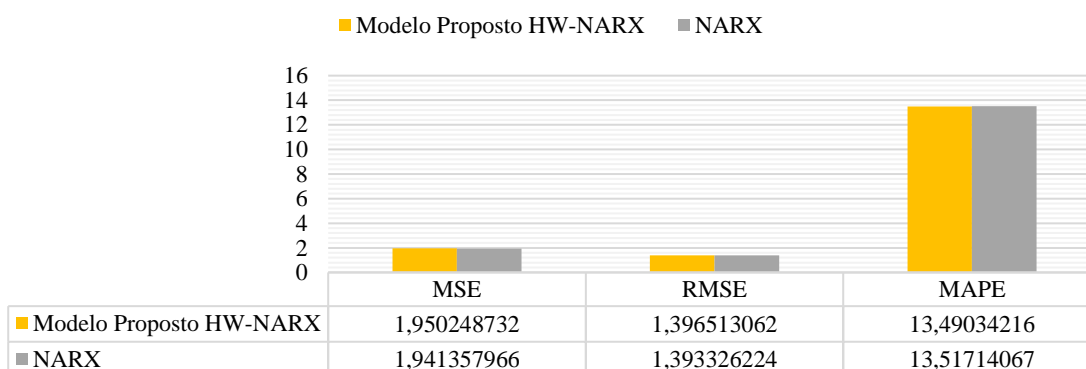 Modelo Proposto HW-NARX NARX
16
14
12
10
8
6
4
2
0
MSE RMSE MAPE
Modelo Proposto HW-NARX 1,950248732 1,396513062 13,49034216
NARX 1,941357966 1,393326224 13,51714067